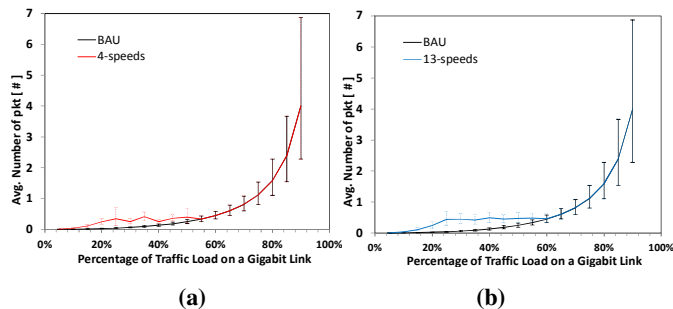 7
6
5
4
3
2
1
0
Avg. Number of pkt [ # ]
BAU
4-speeds
0% 20% 40% 60% 80% 100%
Percentage of Traffic Load on a Gigabit Link
(a)
7
6
5
4
3
2
1
0
Avg. Number of pkt [ # ]
BAU
13-speeds
0% 20% 40% 60% 80% 100%
Percentage of Traffic Load on a Gigabit Link
(b)